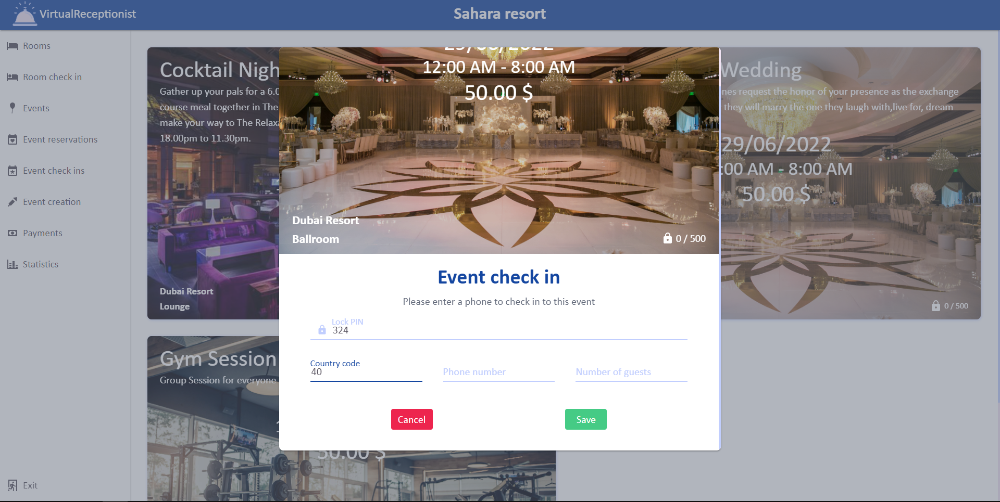 VirtualReceptionist
Sahara resort
Rooms
Room check in
Events
Event reservations
Event check ins
Event creation
Payments
Statistics
Exit
Cocktail Nigh
Gather up your pals for a 6.0
course meal together in The
make your way to The Relax
18.00pm to 11.30pm.
Dubai Resort
Lounge
29/06/2022
12:00 AM - 8:00 AM
50.00 $
Dubai Resort
Ballroom
0 / 500
Event check in
Please enter a phone to check in to this event
Lock PIN
324
Country code
40
Phone number
Number of guests
Cancel
Save
Wedding
nes request the honor of your presence as the exchange
they will marry the one they laugh with,live for, dream
29/06/2022
:00 AM - 8:00 AM
50.00 $
0 / 500
Gym Session
Group Session for everyone
50.00 $